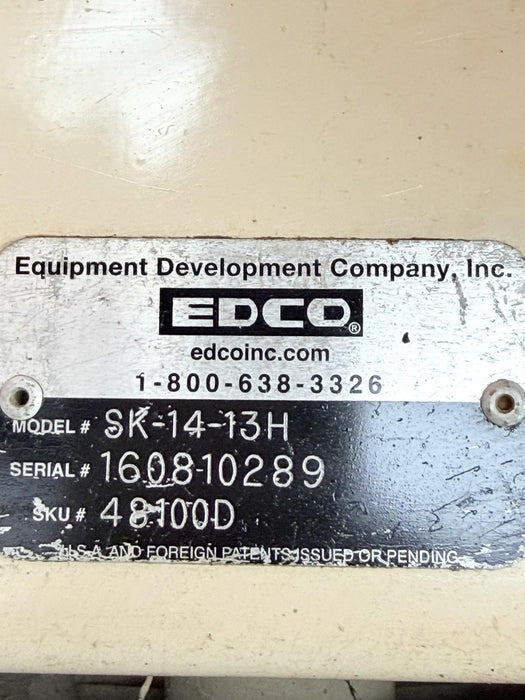 Equipment Development Company, Inc.
EDCO®
edcoinc.com
1-800-638-3326
MODEL # SK-14-13H
SERIAL # 160810289
SKU # 48100D
U.S.A. AND FOREIGN PATENTS ISSUED OR PENDING